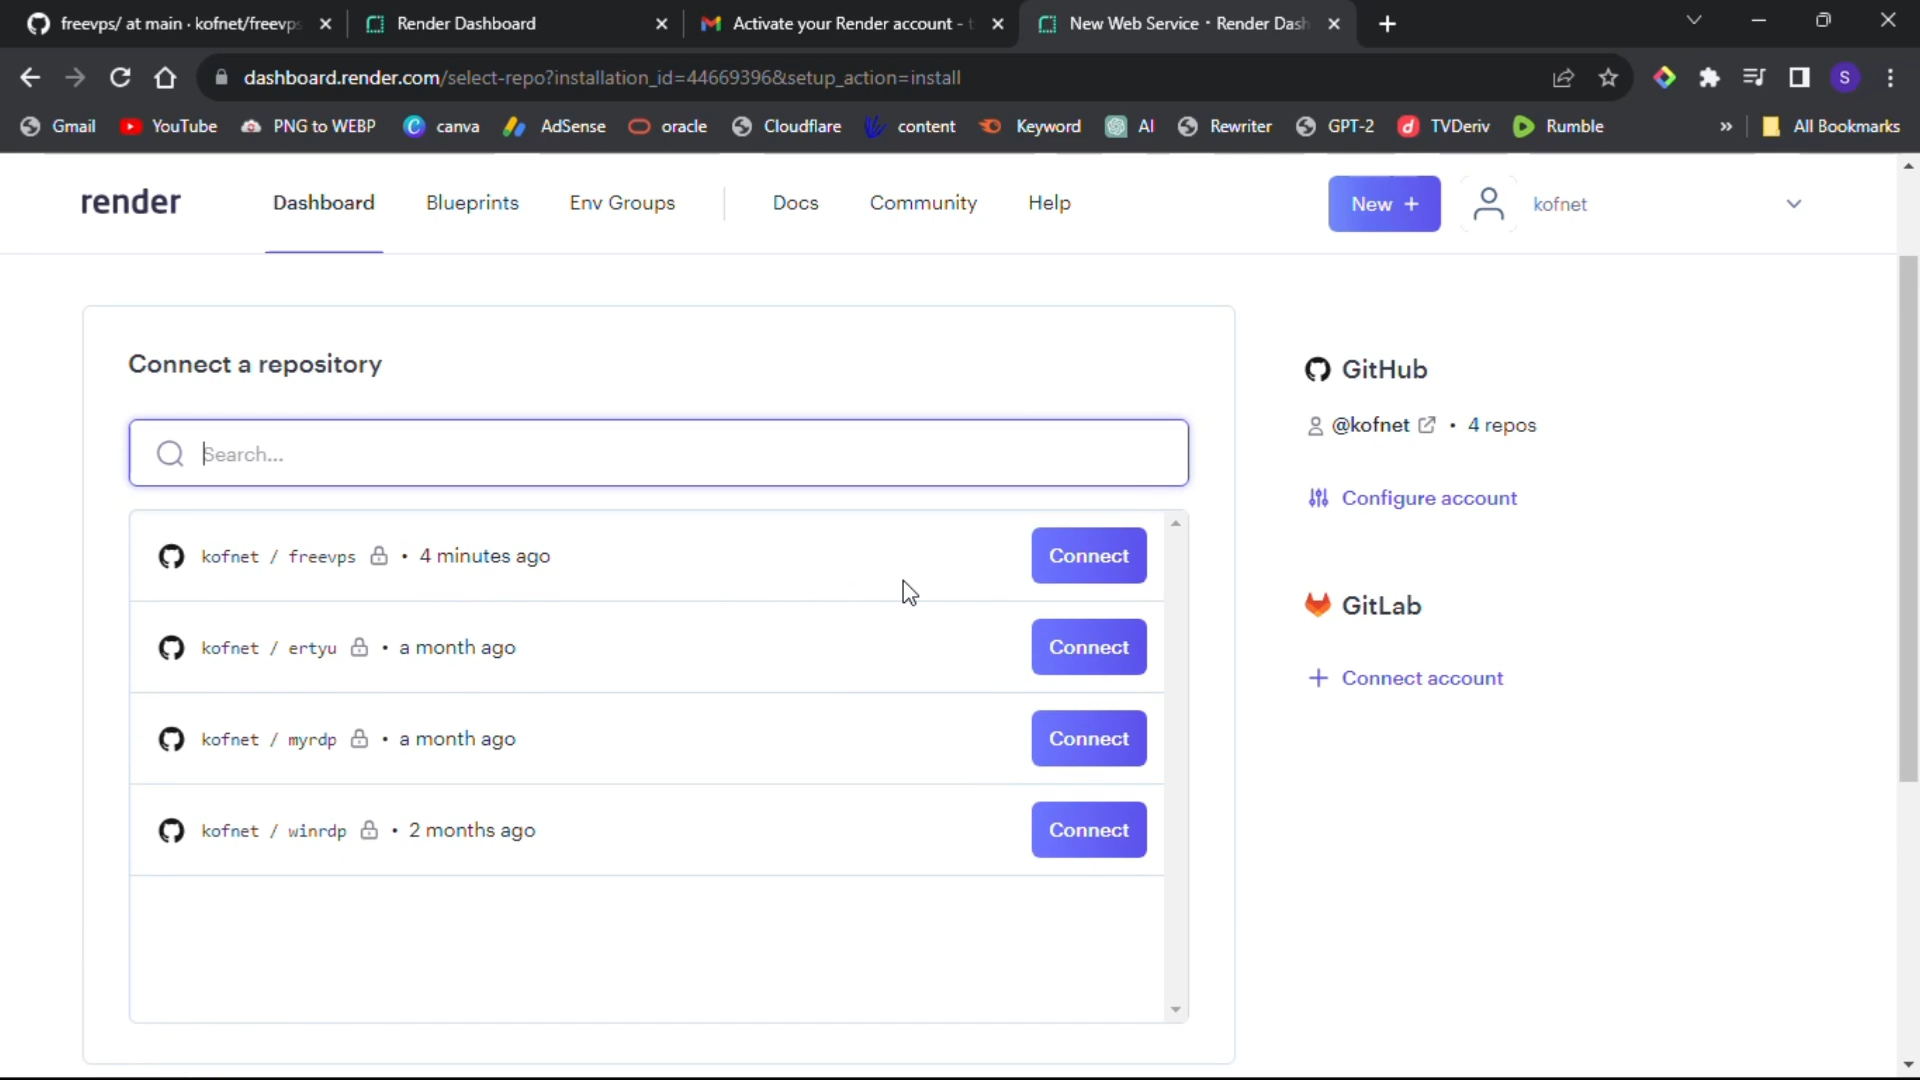 freevps/ at main · kofnet/freevps
Render Dashboard
Activate your Render account -
New Web Service · Render Dash
dashboard.render.com/select-repo?installation_id=44669396&setup_action=install
S
Gmail YouTube PNG to WEBP canva AdSense oracle Cloudflare content Keyword AI Rewriter GPT-2 TVDeriv Rumble » All Bookmarks
render Dashboard Blueprints Env Groups Docs Community Help New + kofnet
Connect a repository
Search...
kofnet / freevps • 4 minutes ago Connect
kofnet / ertyu • a month ago Connect
kofnet / myrdp • a month ago Connect
kofnet / winrdp • 2 months ago Connect
GitHub
@kofnet • 4 repos
Configure account
GitLab
+ Connect account